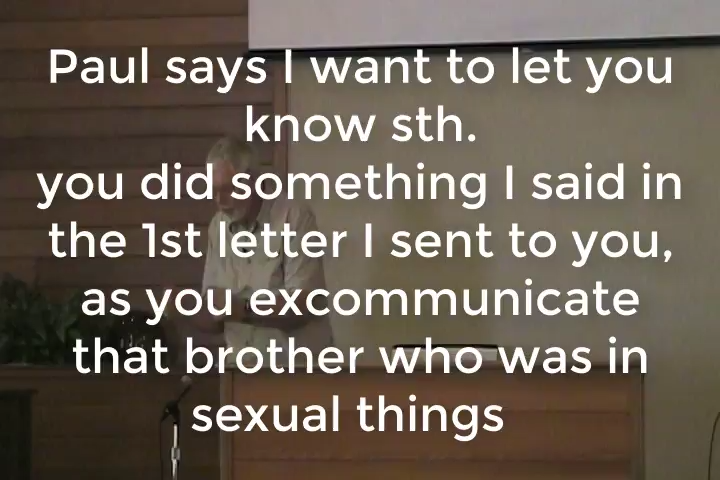 Paul says I want to let you
know sth.
you did something I said in
the 1st letter I sent to you,
as you excommunicate
that brother who was in
sexual things